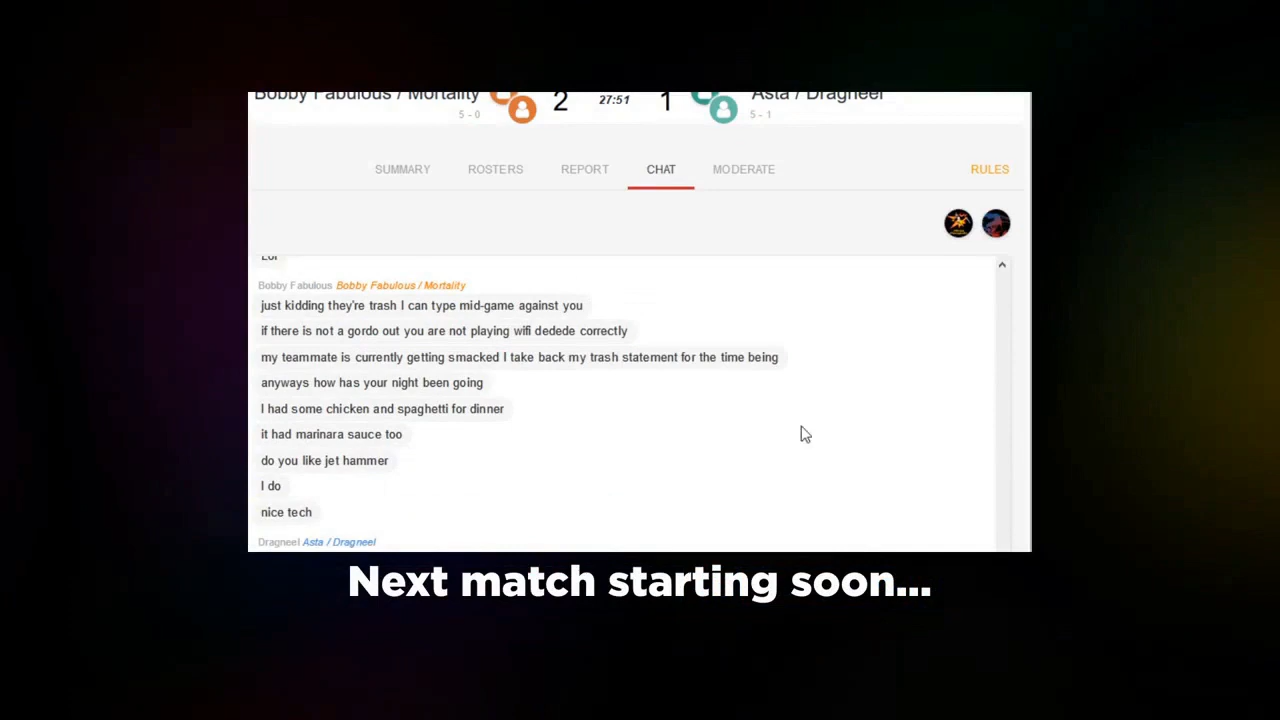 Bobby Fabulous / Mortality 2 27:51 1 Asta / Dragneel
5 - 0 5 - 1
SUMMARY ROSTERS REPORT CHAT MODERATE RULES
Lol
Bobby Fabulous Bobby Fabulous / Mortality
just kidding they're trash I can type mid-game against you
if there is not a gordo out you are not playing wifi dedede correctly
my teammate is currently getting smacked I take back my trash statement for the time being
anyways how has your night been going
I had some chicken and spaghetti for dinner
it had marinara sauce too
do you like jet hammer
I do
nice tech
Dragneel Asta / Dragneel
Next match starting soon...